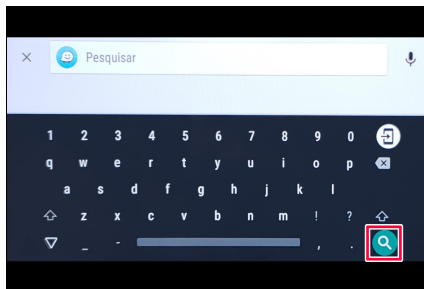 Pesquisar
1 2 3 4 5 6 7 8 9 0
q w e r t y u i o p
a s d f g h j k l
z x c v b n m ! ?
_ - , .